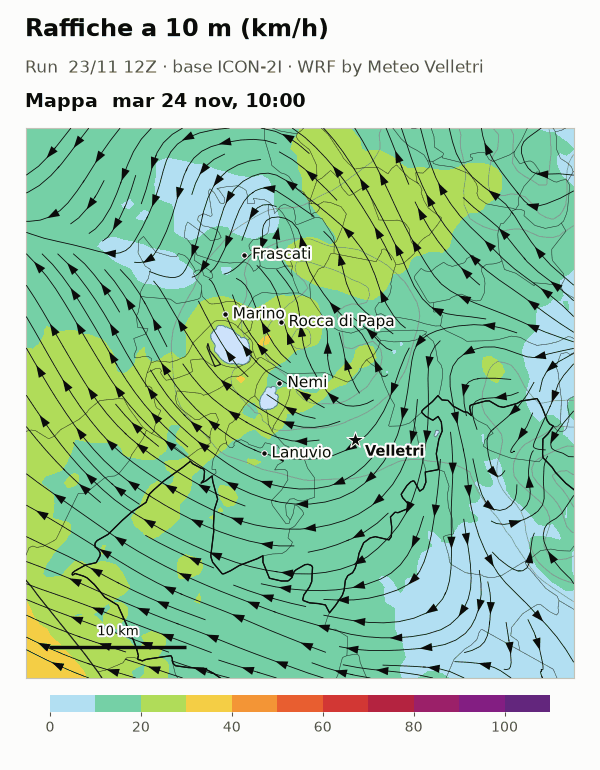 Raffiche a 10 m (km/h)
Run  23/11 12Z · base ICON-2I · WRF by Meteo Velletri
Mappa  mar 24 nov, 10:00
Frascati
Marino
Rocca di Papa
Nemi
Velletri
Lanuvio
10 km
0 20 40 60 80 100